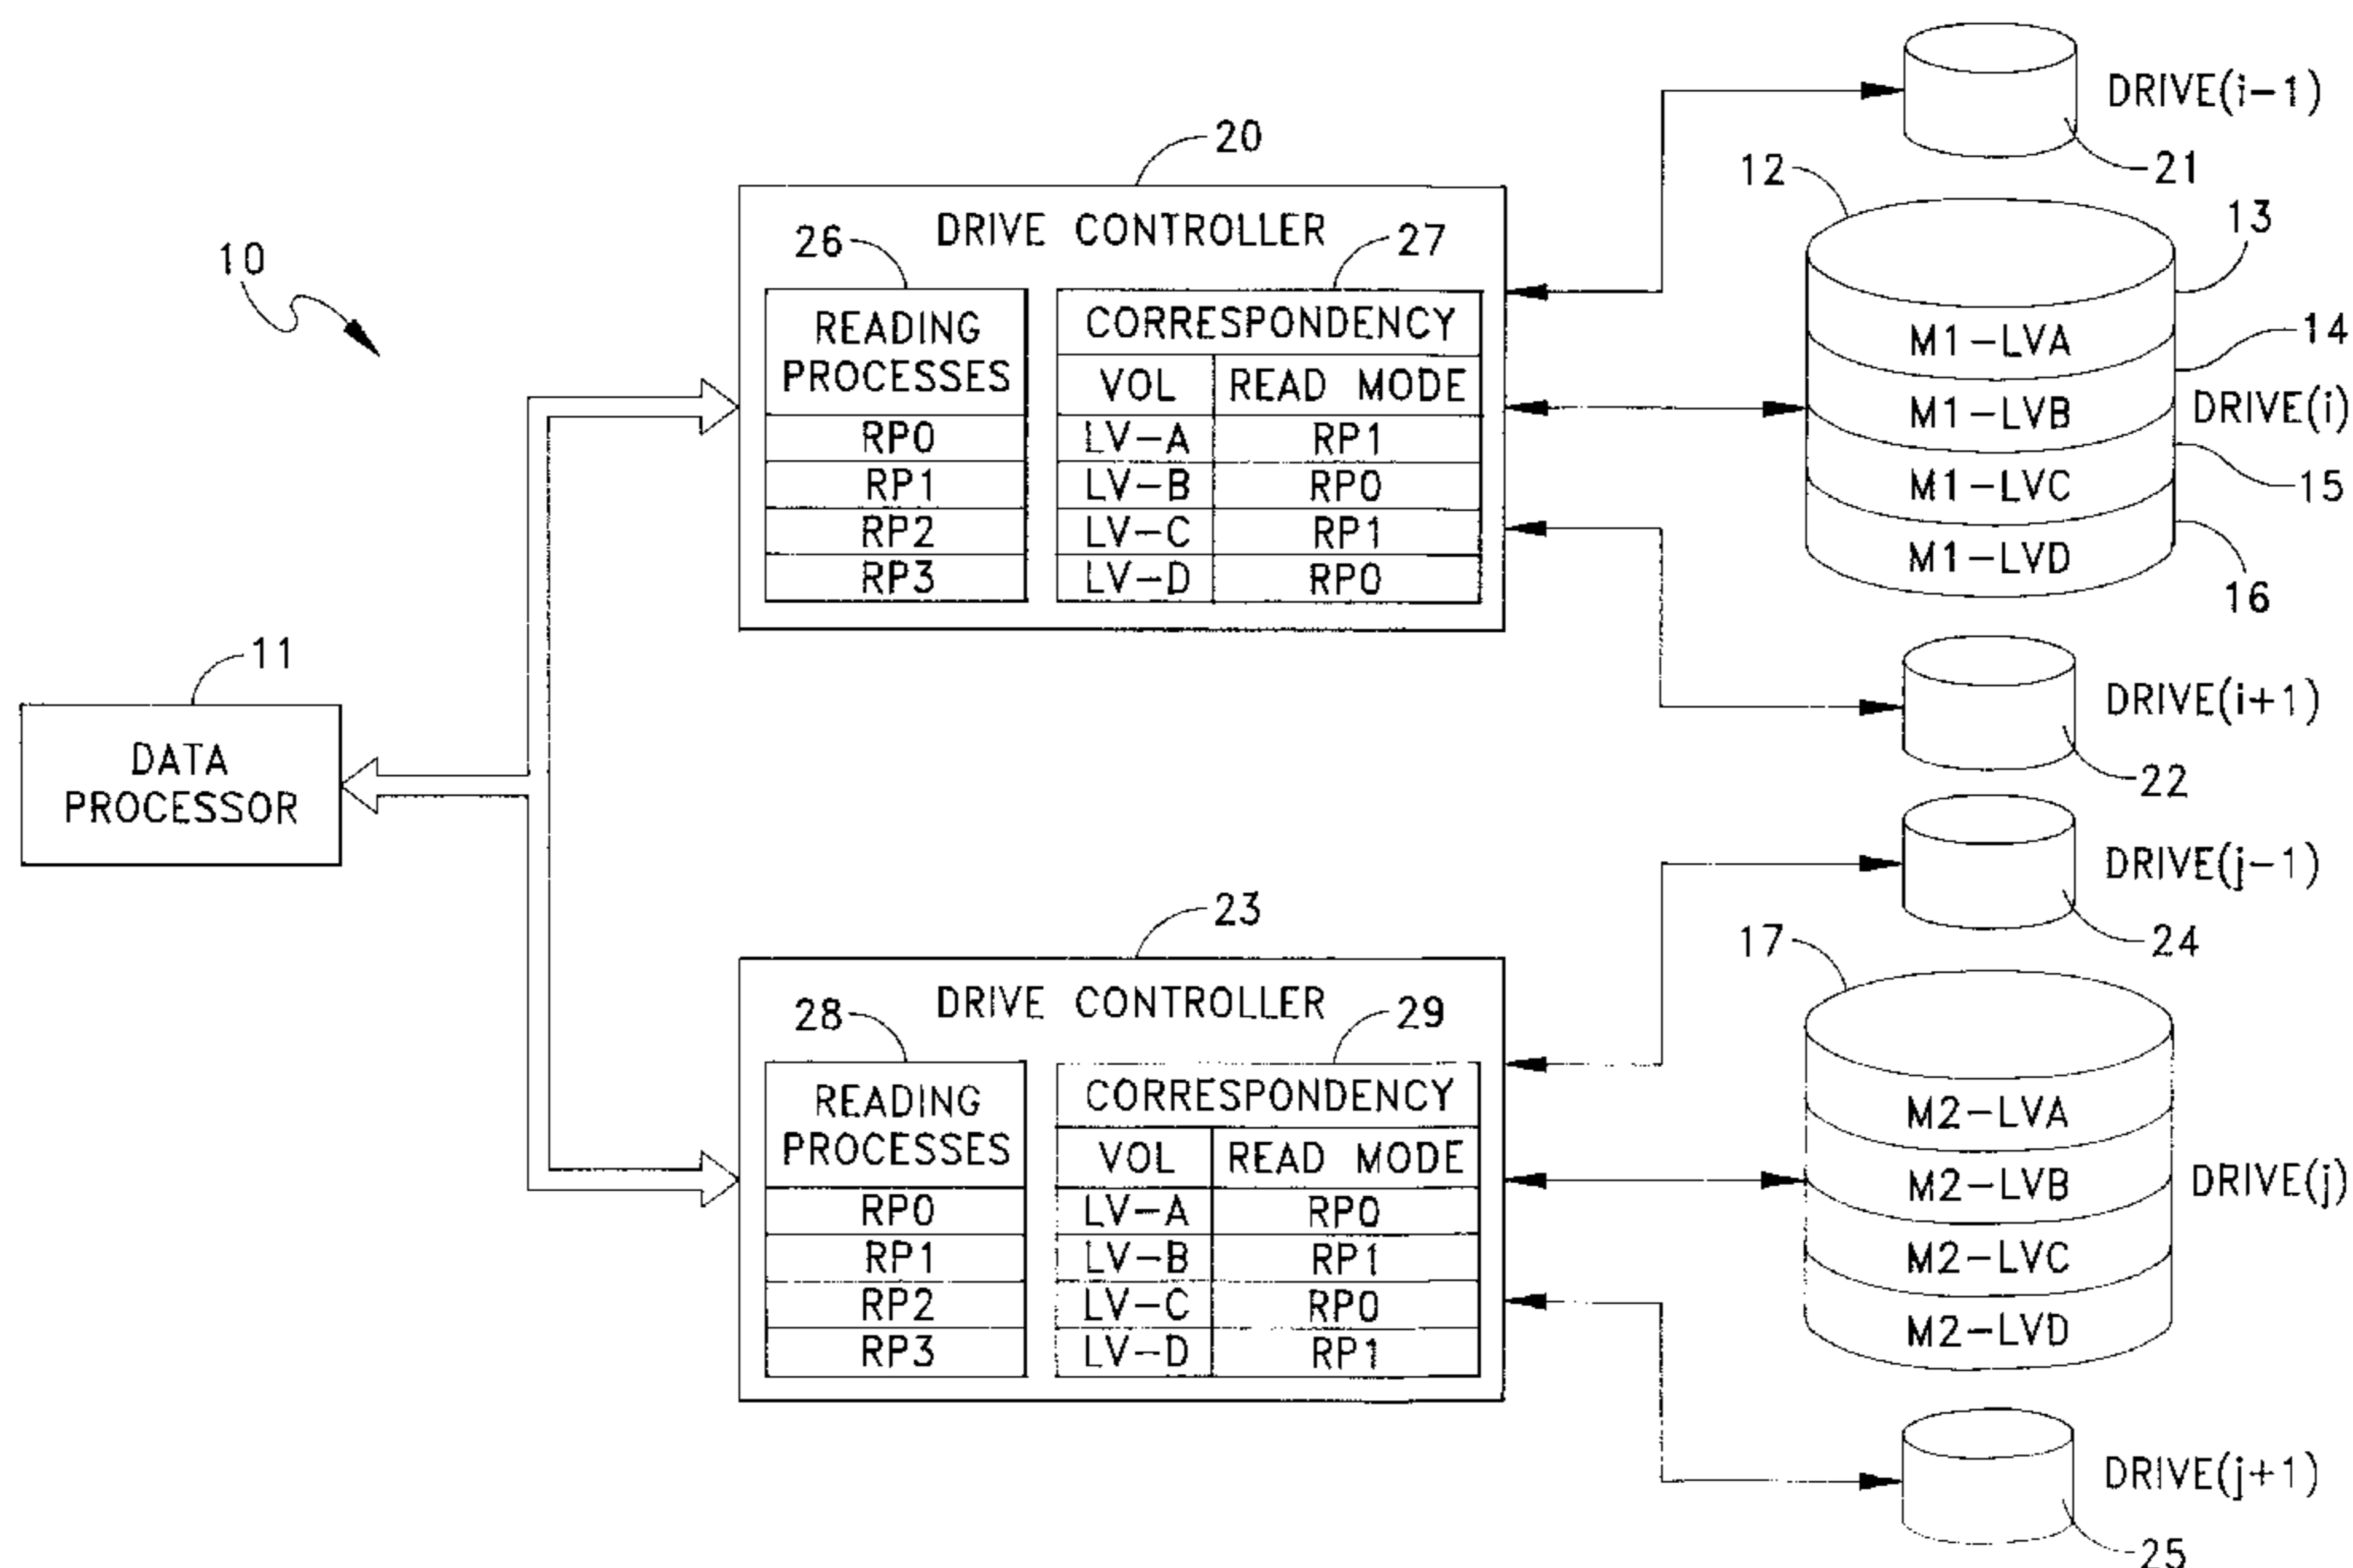 DRIVE(i-1)
21
20
12
13
DRIVE CONTROLLER
10
26
27
READING
PROCESSES
CORRESPONDENCY
VOL READ MODE
RP0
RP1
RP2
RP3
LV-A RP1
LV-B RP0
LV-C RP1
LV-D RP0
M1-LVA
14
M1-LVB
DRIVE(i)
M1-LVC
15
M1-LVD
16
11
DATA
PROCESSOR
DRIVE(i+1)
22
DRIVE(j-1)
24
23
17
DRIVE CONTROLLER
28
29
READING
PROCESSES
CORRESPONDENCY
VOL READ MODE
RP0
RP1
RP2
RP3
LV-A RP0
LV-B RP1
LV-C RP0
LV-D RP1
M2-LVA
M2-LVB
DRIVE(j)
M2-LVC
M2-LVD
DRIVE(j+1)
25